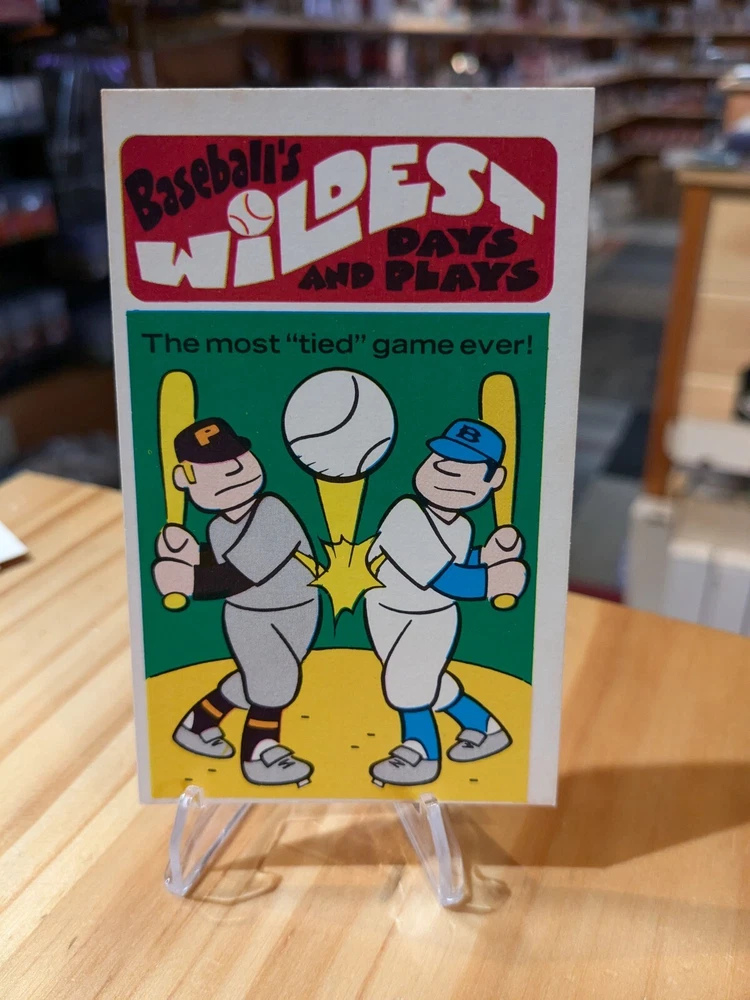 Baseball's
WiLDEST
DAYS
AND PLAYS
The most “tied” game ever!
P
B